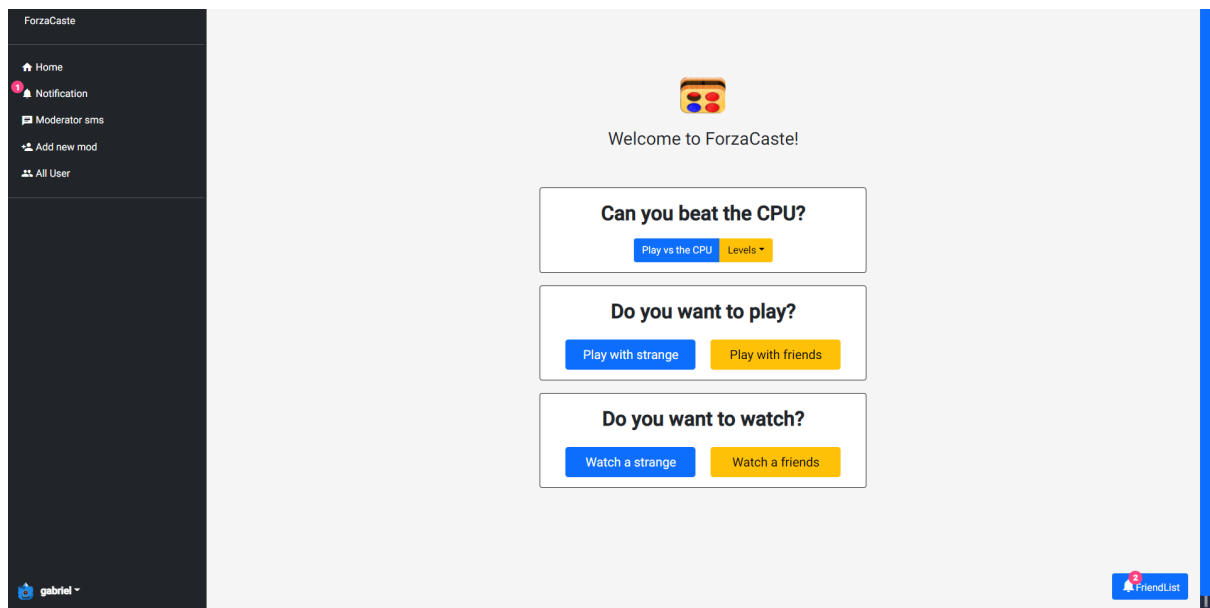 ForzaCaste
Home
1
Notification
Moderator sms
Add new mod
All User
gabriel
Welcome to ForzaCaste!
Can you beat the CPU?
Play vs the CPU Levels
Do you want to play?
Play with strange Play with friends
Do you want to watch?
Watch a strange Watch a friends
2
FriendList